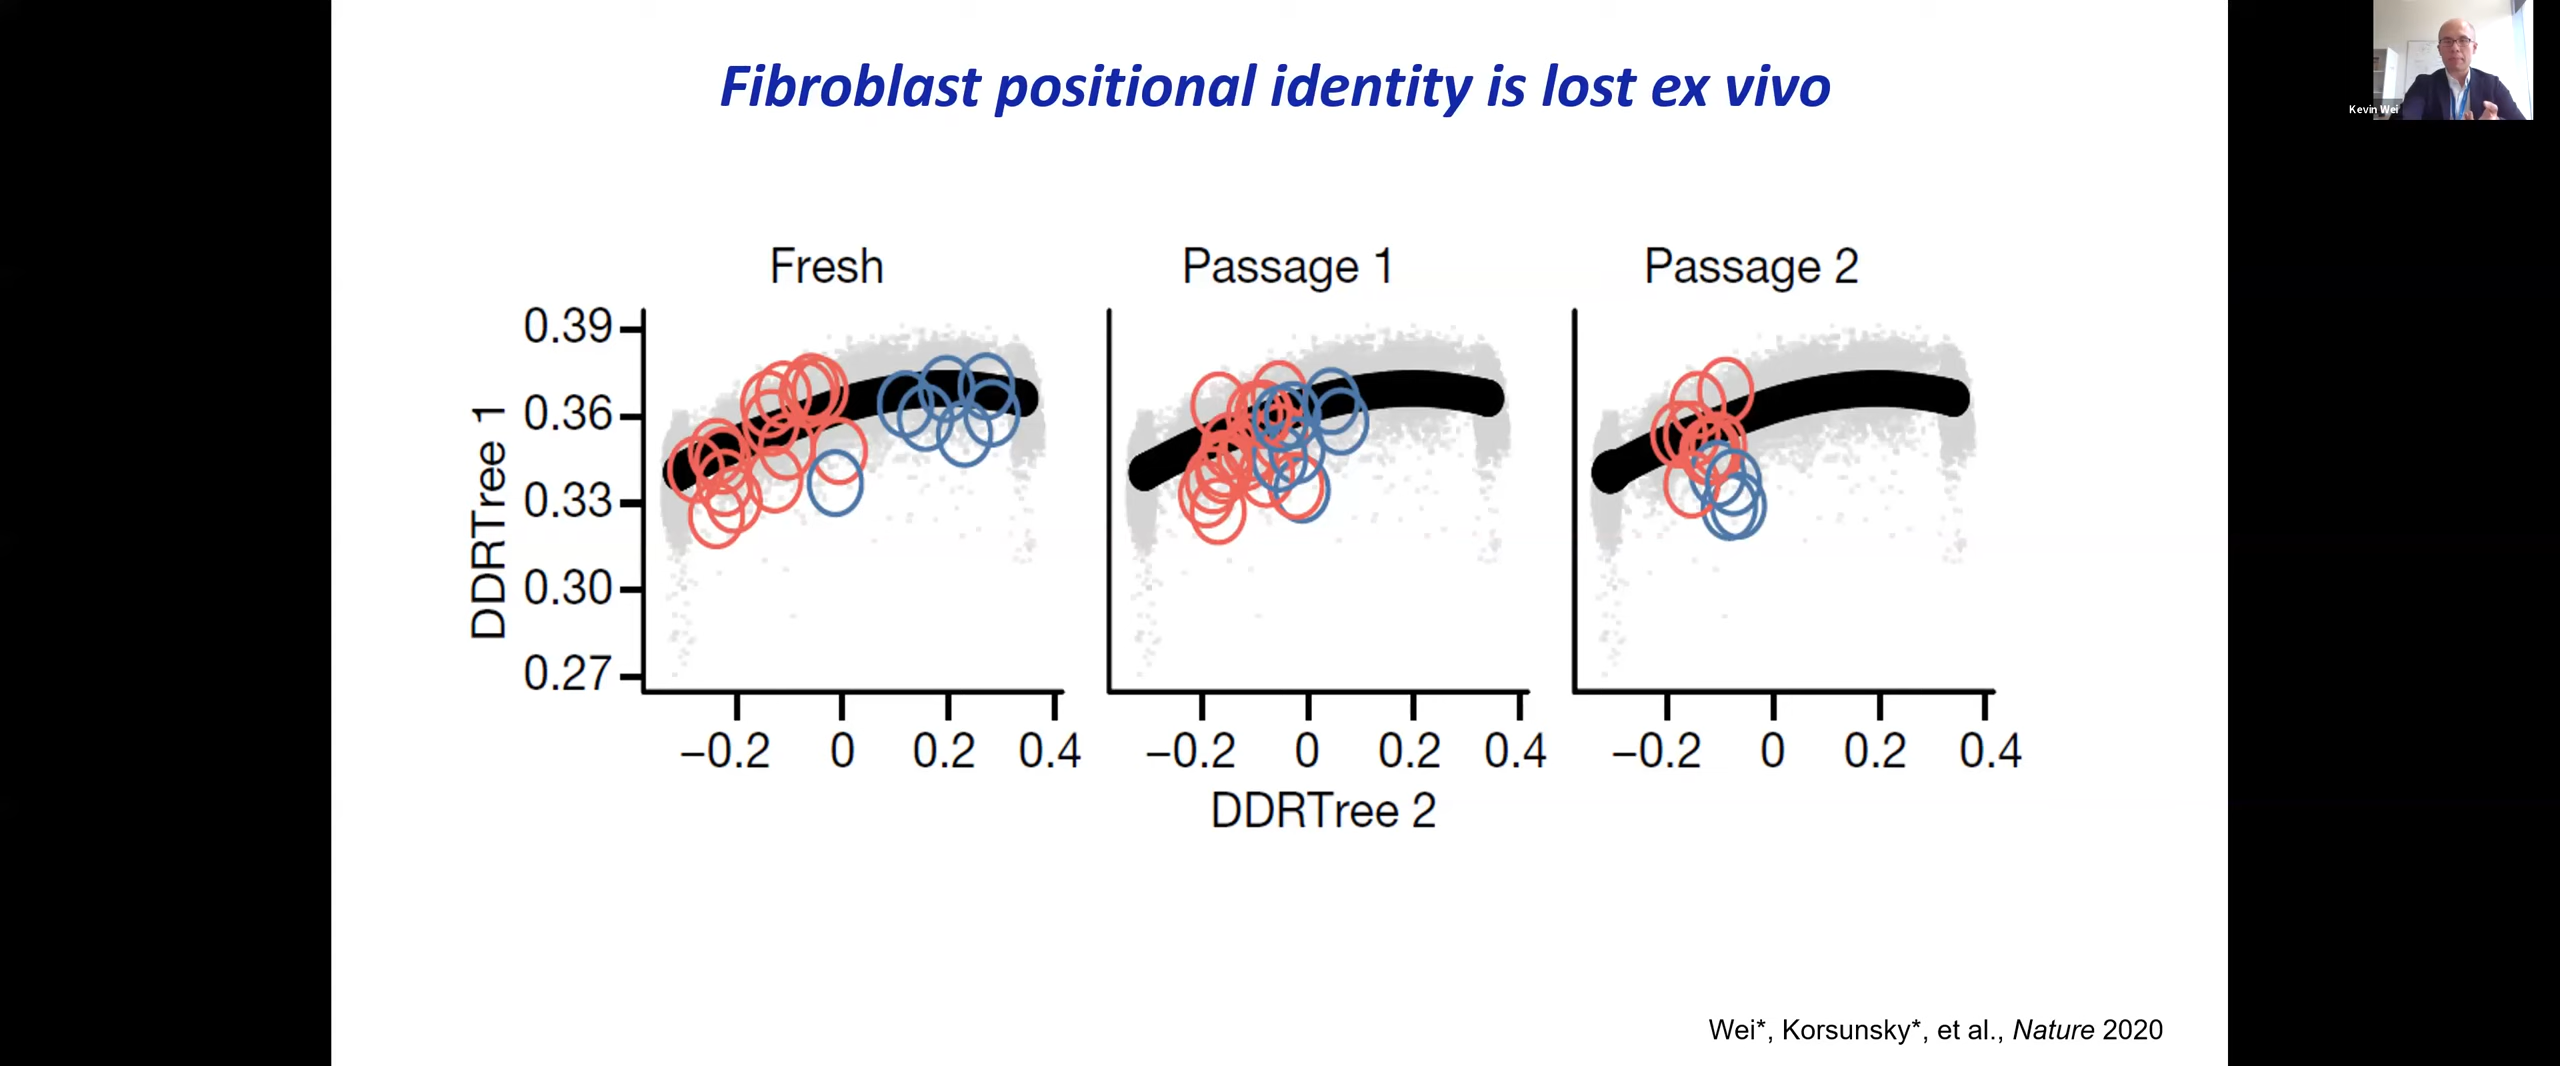 Fibroblast positional identity is lost ex vivo
Kevin Wei
Fresh
Passage 1
Passage 2
DDRTree 1
0.39
0.36
0.33
0.30
0.27
−0.2 0 0.2 0.4
−0.2 0 0.2 0.4
−0.2 0 0.2 0.4
DDRTree 2
Wei*, Korsunsky*, et al., Nature 2020